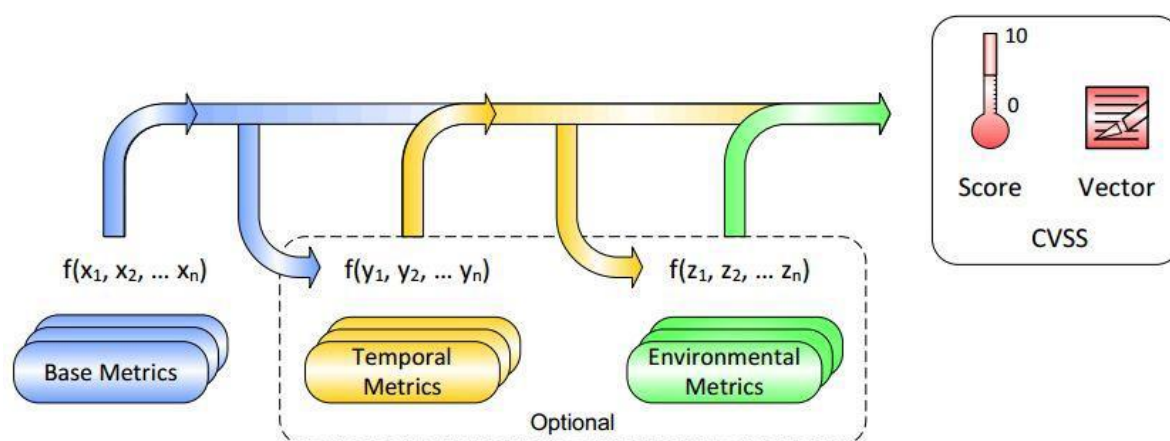 10
0
Score
Vector
CVSS
f(x₁, x₂, ... xₙ)
f(y₁, y₂, ... yₙ)
f(z₁, z₂, ... zₙ)
Base Metrics
Temporal
Metrics
Environmental
Metrics
Optional